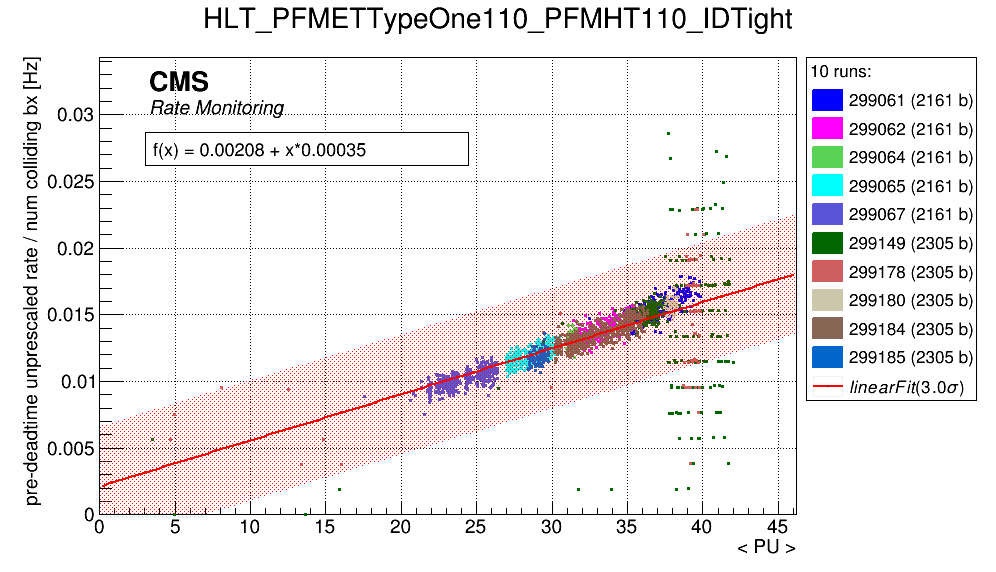 HLT_PFMETTypeOne110_PFMHT110_IDTight
pre-deadtime unprescaled rate / num colliding bx [Hz]
CMS
Rate Monitoring
f(x) = 0.00208 + x*0.00035
0.03
0.025
0.02
0.015
0.01
0.005
0
0 5 10 15 20 25 30 35 40 45
< PU >
10 runs:
299061 (2161 b)
299062 (2161 b)
299064 (2161 b)
299065 (2161 b)
299067 (2161 b)
299149 (2305 b)
299178 (2305 b)
299180 (2305 b)
299184 (2305 b)
299185 (2305 b)
linearFit(3.0σ)